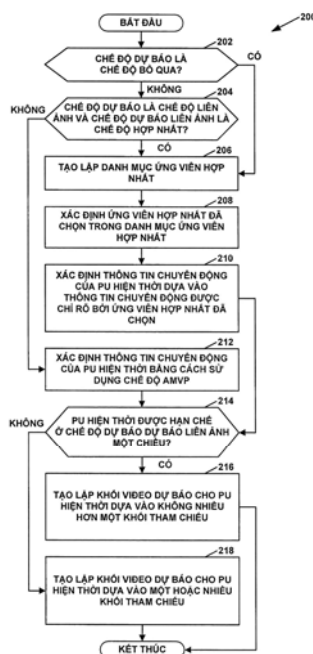 200
BẮT ĐẦU
202
CHẾ ĐỘ DỰ BÁO LÀ
CHẾ ĐỘ BỎ QUA?
CÓ
KHÔNG
204
KHÔNG
CHẾ ĐỘ DỰ BÁO LÀ CHẾ ĐỘ LIÊN
ẢNH VÀ CHẾ ĐỘ DỰ BÁO LIÊN ẢNH LÀ
CHẾ ĐỘ HỢP NHẤT?
CÓ
206
TẠO LẬP DANH MỤC ỨNG VIÊN HỢP
NHẤT
208
XÁC ĐỊNH ỨNG VIÊN HỢP NHẤT ĐÃ
CHỌN TRONG DANH MỤC ỨNG VIÊN
HỢP NHẤT
210
XÁC ĐỊNH THÔNG TIN CHUYỂN ĐỘNG
CỦA PU HIỆN THỜI DỰA VÀO
THÔNG TIN CHUYỂN ĐỘNG ĐƯỢC
CHỈ RÕ BỞI ỨNG VIÊN HỢP NHẤT ĐÃ
CHỌN
212
XÁC ĐỊNH THÔNG TIN CHUYỂN ĐỘNG
CỦA PU HIỆN THỜI BẰNG CÁCH SỬ
DỤNG CHẾ ĐỘ AMVP
214
KHÔNG
PU HIỆN THỜI ĐƯỢC HẠN CHẾ
Ở CHẾ ĐỘ DỰ BÁO DỰ BÁO LIÊN ẢNH
MỘT CHIỀU?
CÓ
216
TẠO LẬP KHỐI VIDEO DỰ BÁO CHO PU
HIỆN THỜI DỰA VÀO KHÔNG NHIỀU
HƠN MỘT KHỐI THAM CHIẾU
218
TẠO LẬP KHỐI VIDEO DỰ BÁO CHO PU
HIỆN THỜI DỰA VÀO MỘT HOẶC NHIỀU
KHỐI THAM CHIẾU
KẾT THÚC